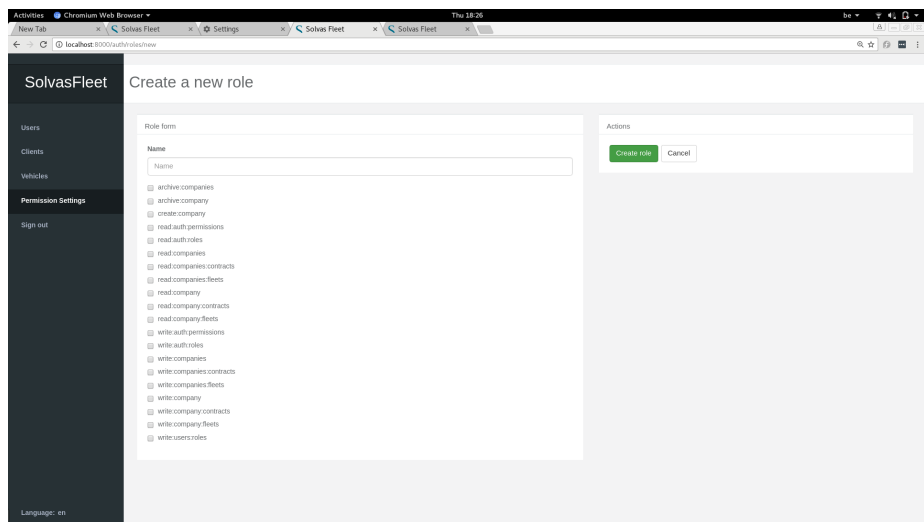 Activities Chromium Web Browser Thu 18:26 be
New Tab Solvas Fleet Settings Solvas Fleet Solvas Fleet
localhost:8000/auth/roles/new
SolvasFleet
Create a new role
Users
Clients
Vehicles
Permission Settings
Sign out
Role form
Name
Name
archive:companies
archive:company
create:company
read:auth:permissions
read:auth:roles
read:companies
read:companies:contracts
read:companies:fleets
read:company
read:company:contracts
read:company:fleets
write:auth:permissions
write:auth:roles
write:companies
write:companies:contracts
write:companies:fleets
write:company
write:company:contracts
write:company:fleets
write:users:roles
Actions
Create role Cancel
Language: en